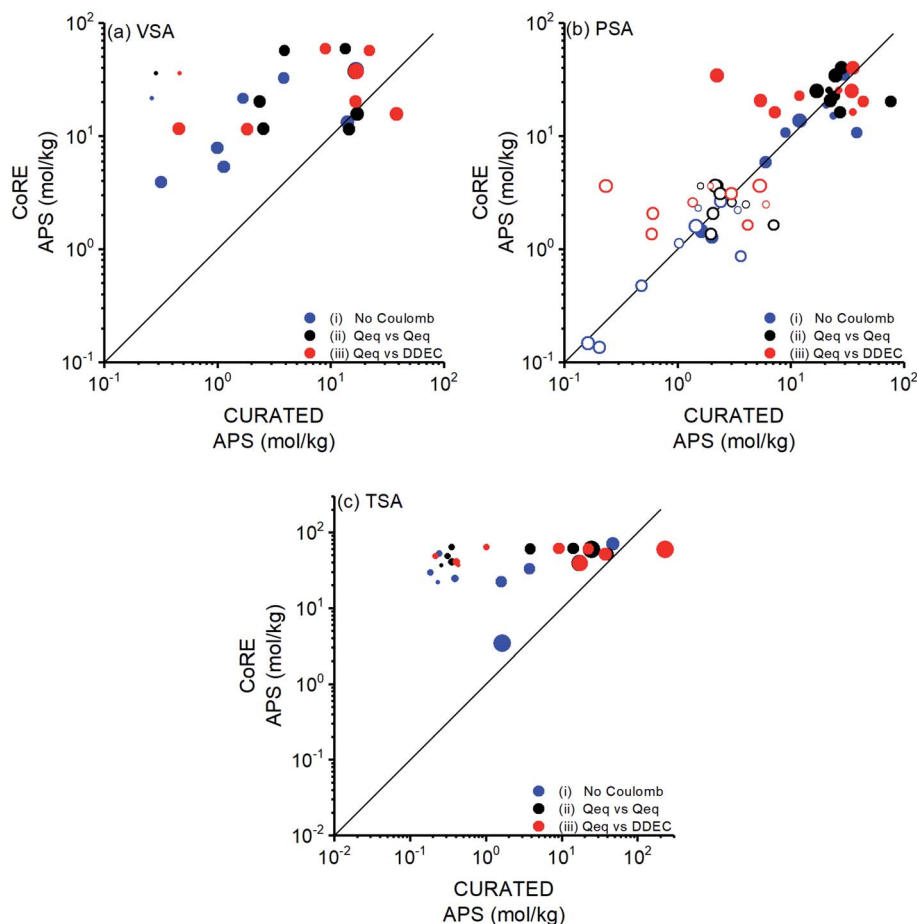 (a) VSA
10²
10¹
10⁰
10⁻¹
CoRE
APS (mol/kg)
(i) No Coulomb
(ii) Qeq vs Qeq
(iii) Qeq vs DDEC
10⁻¹ 10⁰ 10¹ 10²
CURATED
APS (mol/kg)
(b) PSA
10²
10¹
10⁰
10⁻¹
CoRE
APS (mol/kg)
(i) No Coulomb
(ii) Qeq vs Qeq
(iii) Qeq vs DDEC
10⁻¹ 10⁰ 10¹ 10²
CURATED
APS (mol/kg)
(c) TSA
10²
10¹
10⁰
10⁻¹
10⁻²
CoRE
APS (mol/kg)
(i) No Coulomb
(ii) Qeq vs Qeq
(iii) Qeq vs DDEC
10⁻² 10⁻¹ 10⁰ 10¹ 10²
CURATED
APS (mol/kg)